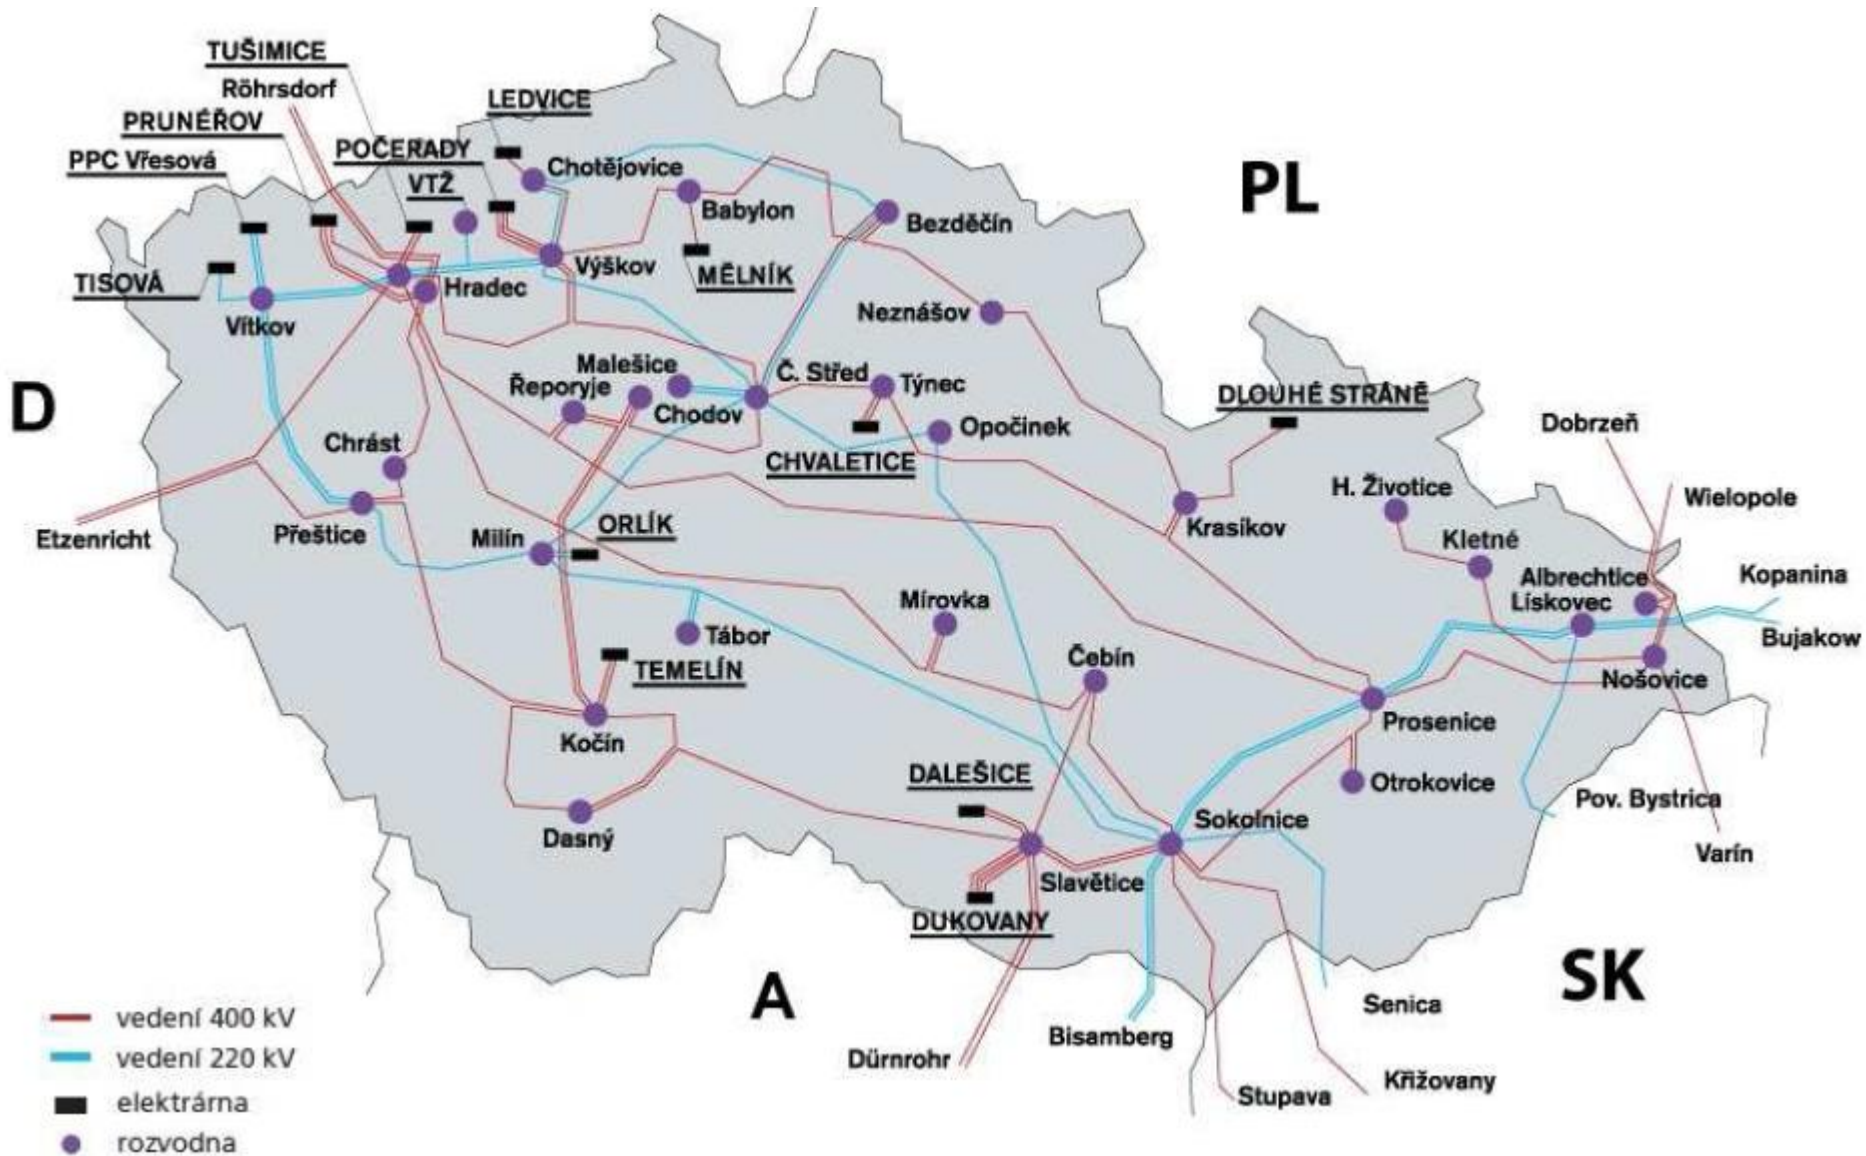 TUŠIMICE
Röhrsdorf
LEDVICE
PRUNÉŘOV
POČERADY
PPC Vřesová
VTŽ
Chotějovice
PL
Babylon
Bezděčín
TISOVÁ
Výškov
MĚLNÍK
Hradec
Vítkov
Neznášov
Malešice
Č. Střed
Týnec
Řeporyje
DLOUHÉ STRÁNĚ
D
Chodov
Dobrzeň
Opočinek
Chrást
CHVALETICE
H. Životice
Wielopole
Přeštice
Etzenricht
Milín
ORLÍK
Krasíkov
Kletné
Albrechtice
Kopanina
Mírovka
Lískovec
Tábor
Bujakow
Čebín
TEMELÍN
Nošovice
Prosenice
Kočín
DALEŠICE
Otrokovice
Pov. Bystrica
Sokolnice
Dasný
Varín
Slavětice
DUKOVANY
A
SK
Senica
vedení 400 kV
Bisamberg
vedení 220 kV
Dürnrohr
Křižovany
Stupava
elektrárna
rozvodna